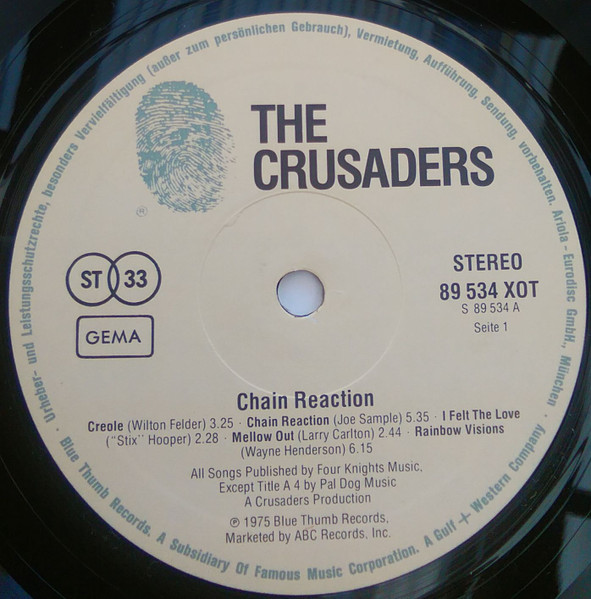 Urheber- und Leistungsschutzrechte, besonders Vervielfältigung (außer zum persönlichen Gebrauch), Vermietung, Aufführung, Sendung, vorbehalten. Ariola - Eurodisc GmbH., München ·
THE
CRUSADERS
®
ST 33
GEMA
STEREO
89 534 XOT
S 89 534 A
Seite 1
Chain Reaction
Creole (Wilton Felder) 3.25 · Chain Reaction (Joe Sample) 5.35 · I Felt The Love
("Stix" Hooper) 2.28 · Mellow Out (Larry Carlton) 2.44 · Rainbow Visions
(Wayne Henderson) 6.15
All Songs Published by Four Knights Music,
Except Title A 4 by Pal Dog Music
A Crusaders Production
℗ 1975 Blue Thumb Records,
Marketed by ABC Records, Inc.
· Blue Thumb Records. A Subsidiary Of Famous Music Corporation. A Gulf + Western Company ·